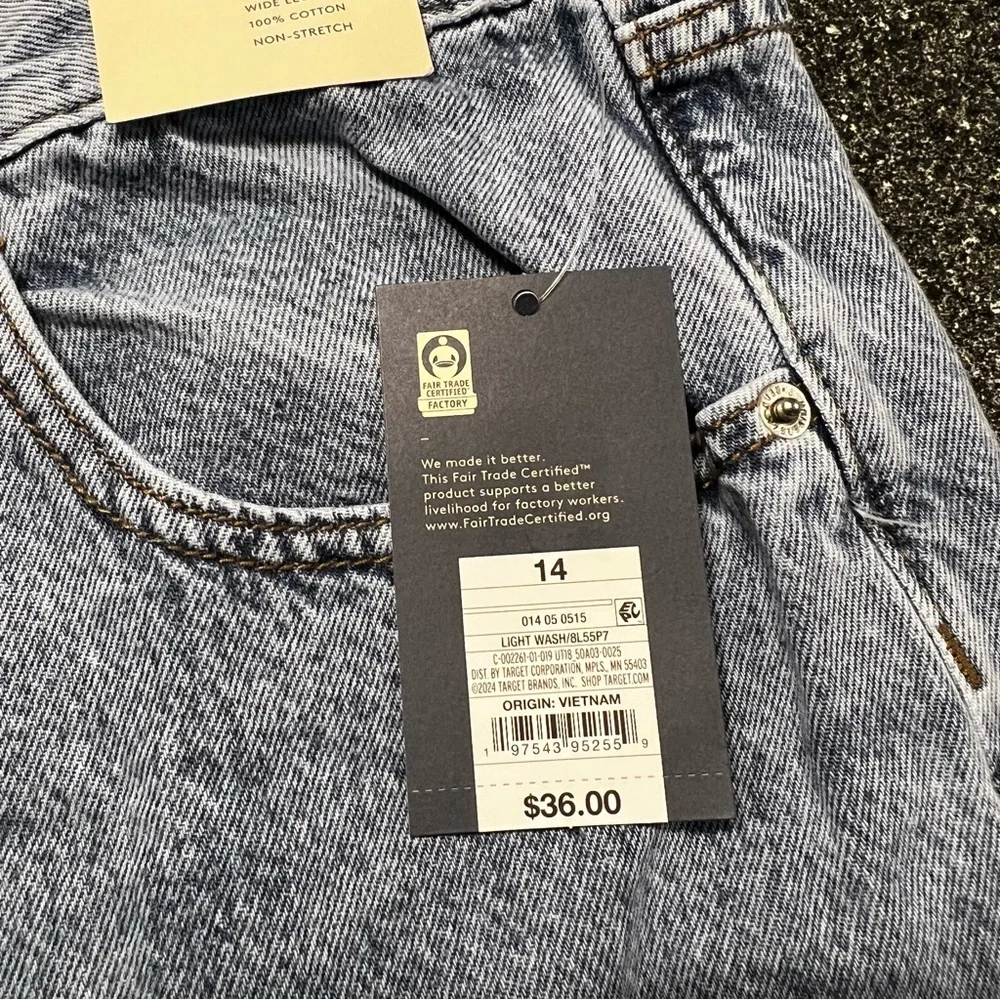 WIDE
100% COTTON
NON-STRETCH
FAIR TRADE
CERTIFIED
FACTORY
We made it better.
This Fair Trade Certified™
product supports a better
livelihood for factory workers.
www.FairTradeCertified.org
14
EPC
014 05 0515
LIGHT WASH/8L55P7
C-002261-01-019 UT18_50A03-0025
DIST. BY TARGET CORPORATION, MPLS., MN 55403
©2024 TARGET BRANDS, INC. SHOP TARGET.COM
ORIGIN: VIETNAM
1 97543 95255 9
$36.00